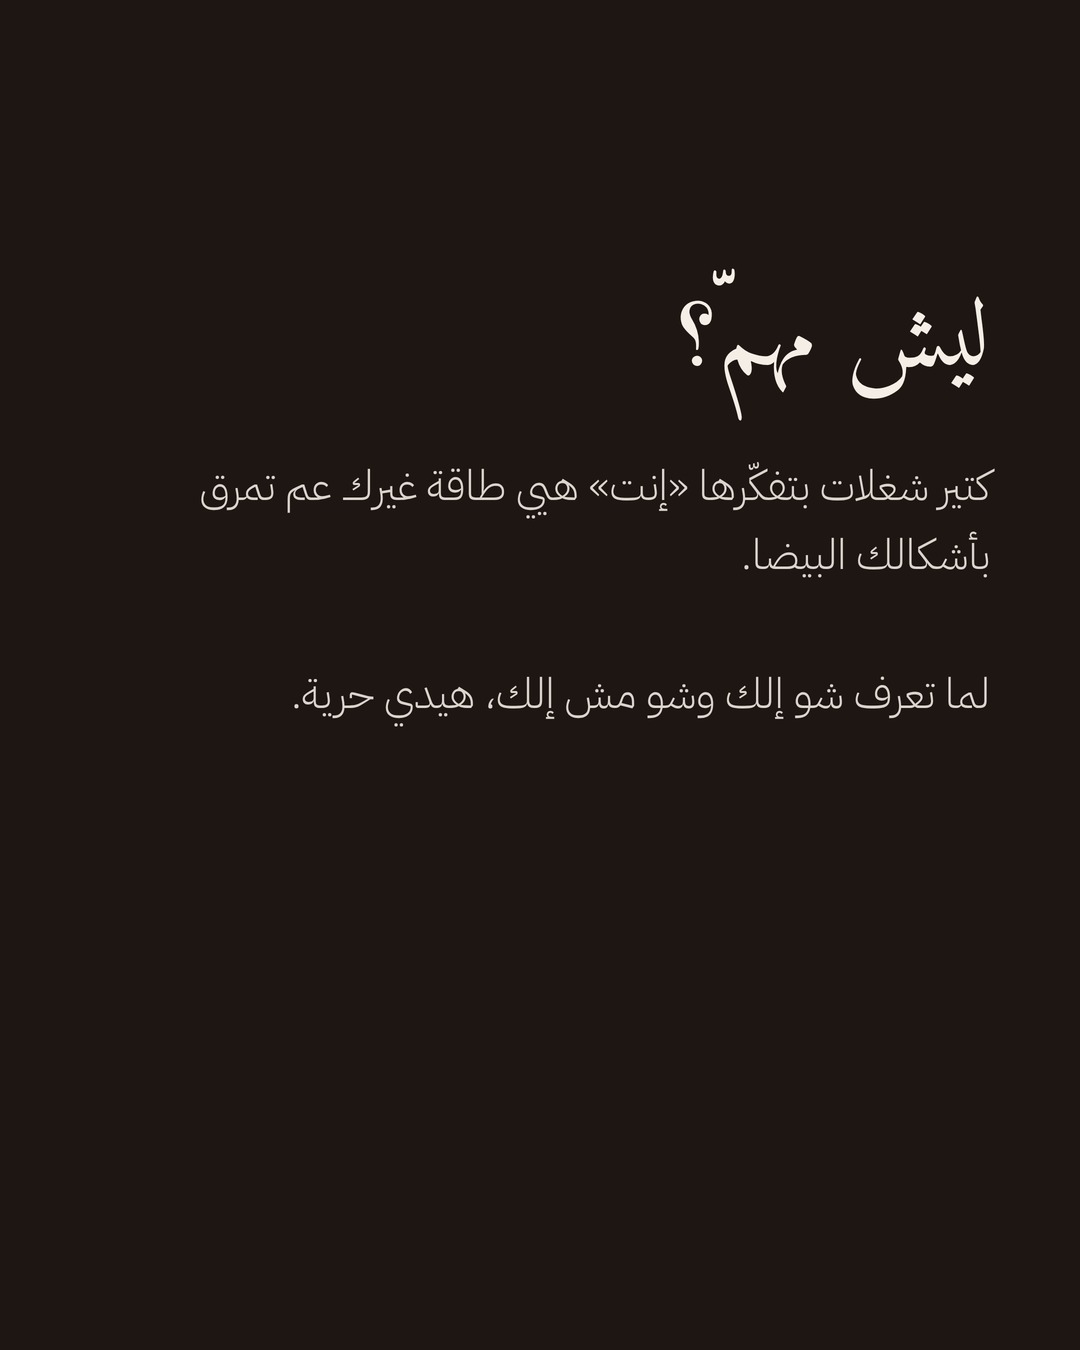 ليش مهمّ؟
كتير شغلات بتفكّرها «إنت» هيي طاقة غيرك عم تمرق
بأشكالك البيضا.
لما تعرف شو إلك وشو مش إلك، هيدي حرية.